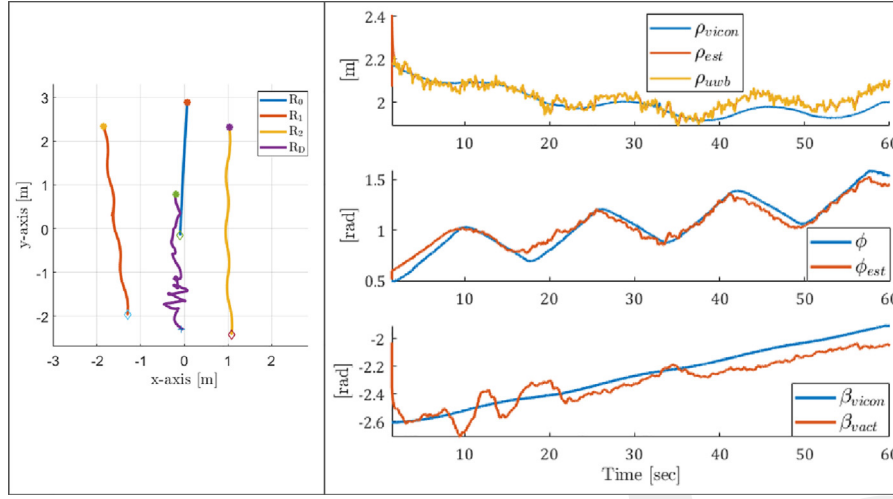 3
2
1
0
-1
-2
-3 -2 -1 0 1 2
x-axis [m]
y-axis [m]
R₀
R₁
R₂
R_D
2.4
2.2
2
[m]
ρ_vicon
ρ_est
ρ_uwb
10 20 30 40 50 60
1.5
1
0.5
[rad]
ϕ
ϕ_est
10 20 30 40 50 60
-2
-2.2
-2.4
-2.6
[rad]
β_vicon
β_vact
10 20 30 40 50 60
Time [sec]